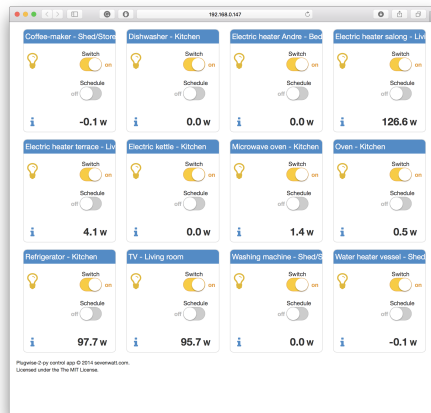 192.168.0.147
Coffee-maker - Shed/Store
Dishwasher - Kitchen
Electric heater Andre - Bed
Electric heater salong - Livi
Switch
on
Switch
on
Switch
on
Switch
on
Schedule
off
Schedule
off
Schedule
off
Schedule
off
-0.1 w
0.0 w
0.0 w
126.6 w
Electric heater terrace - Liv
Electric kettle - Kitchen
Microwave oven - Kitchen
Oven - Kitchen
Switch
on
Switch
on
Switch
on
Switch
on
Schedule
off
Schedule
off
Schedule
off
Schedule
off
4.1 w
0.0 w
1.4 w
0.5 w
Refrigerator - Kitchen
TV - Living room
Washing machine - Shed/S
Water heater vessel - Shed
Switch
on
Switch
on
Switch
on
Switch
on
Schedule
off
Schedule
off
Schedule
off
Schedule
off
97.7 w
95.7 w
0.0 w
-0.1 w
Plugwise-2-py control app © 2014 sevenwatt.com.
Licensed under the The MIT License.